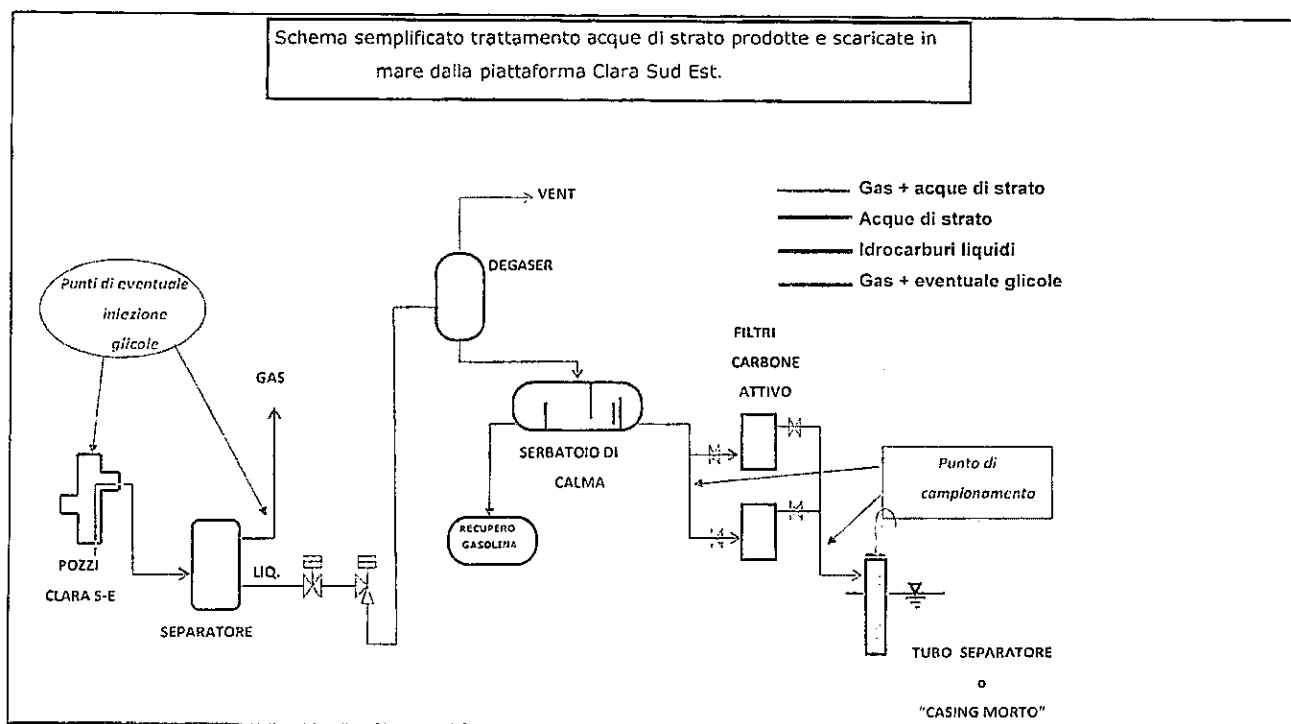 Schema semplificato trattamento acque di strato prodotte e scaricate in
mare dalla piattaforma Clara Sud Est.
VENT
Gas + acque di strato
Acque di strato
Idrocarburi liquidi
Gas + eventuale glicole
DEGASER
Punti di eventuale
iniezione
glicole
GAS
FILTRI
CARBONE
ATTIVO
SERBATOIO DI
CALMA
Punto di
campionamento
RECUPERO
GASOLINA
POZZI
CLARA S-E
LIQ.
SEPARATORE
TUBO SEPARATORE
o
"CASING MORTO"